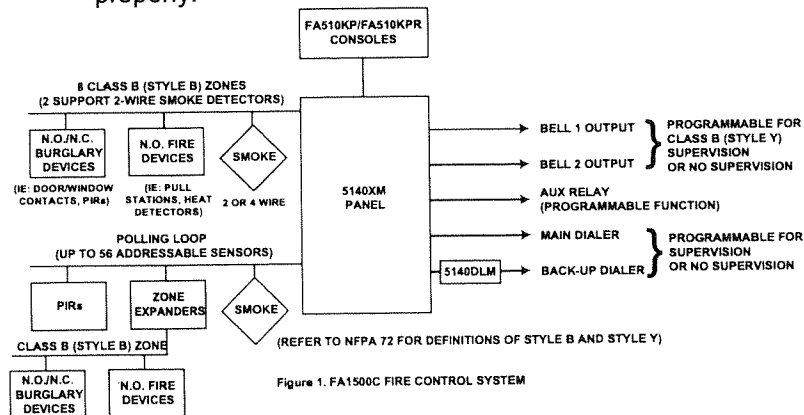 properly.
FA510KP/FA510KPR
CONSOLES
8 CLASS B (STYLE B) ZONES
(2 SUPPORT 2-WIRE SMOKE DETECTORS)
N.O./N.C.
BURGLARY
DEVICES
N.O. FIRE
DEVICES
SMOKE
(IE: DOOR/WINDOW
CONTACTS, PIRs)
(IE: PULL
STATIONS, HEAT
DETECTORS)
2 OR 4 WIRE
5140XM
PANEL
BELL 1 OUTPUT
BELL 2 OUTPUT
PROGRAMMABLE FOR
CLASS B (STYLE Y)
SUPERVISION
OR NO SUPERVISION
AUX RELAY
(PROGRAMMABLE FUNCTION)
MAIN DIALER
5140DLM
BACK-UP DIALER
PROGRAMMABLE FOR
SUPERVISION
OR NO SUPERVISION
POLLING LOOP
(UP TO 56 ADDRESSABLE SENSORS)
PIRs
ZONE
EXPANDERS
SMOKE
(REFER TO NFPA 72 FOR DEFINITIONS OF STYLE B AND STYLE Y)
CLASS B (STYLE B) ZONE
N.O./N.C.
BURGLARY
DEVICES
N.O. FIRE
DEVICES
Figure 1. FA1500C FIRE CONTROL SYSTEM